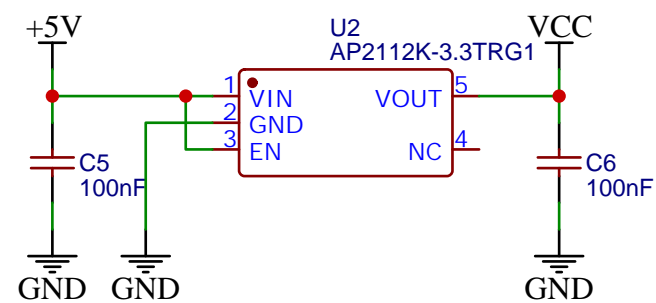 +5V
U2
VCC
AP2112K-3.3TRG1
1
VIN
VOUT
5
2
GND
3
EN
NC
4
C5
100nF
C6
100nF
GND
GND
GND